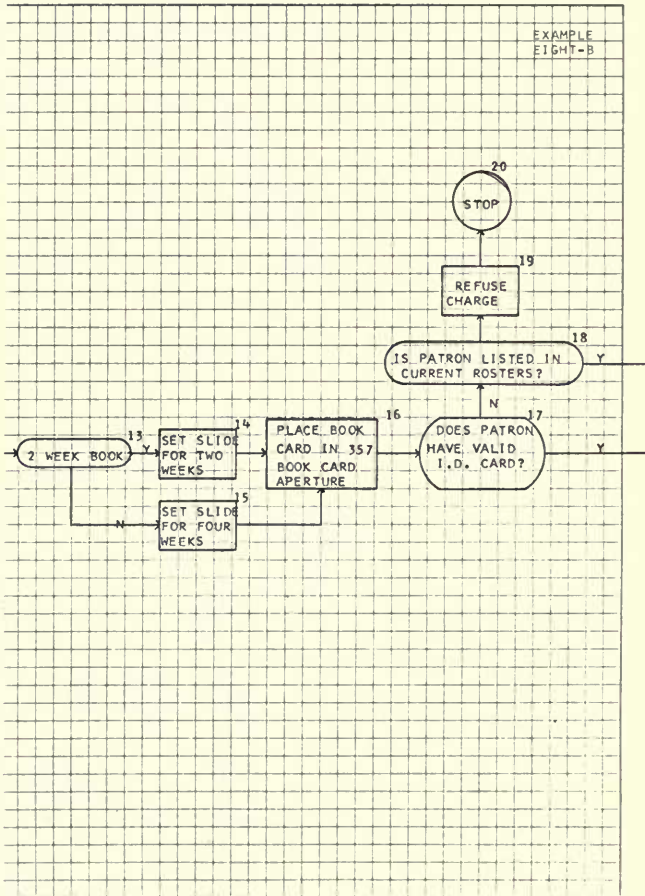 EXAMPLE
EIGHT-B
20
STOP
19
REFUSE
CHARGE
18
IS PATRON LISTED IN
CURRENT ROSTERS?
Y
N
13
2 WEEK BOOK
Y
14
SET SLIDE
FOR TWO
WEEKS
16
PLACE BOOK
CARD IN 357
BOOK CARD
APERTURE
17
DOES PATRON
HAVE VALID
I.D. CARD?
Y
N
15
SET SLIDE
FOR FOUR
WEEKS